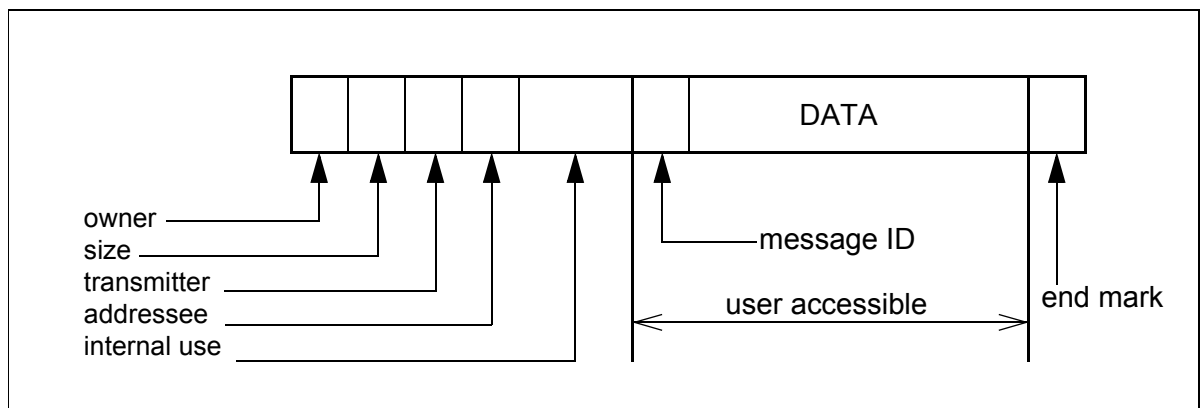 DATA
owner
size
transmitter
addressee
internal use
message ID
user accessible
end mark